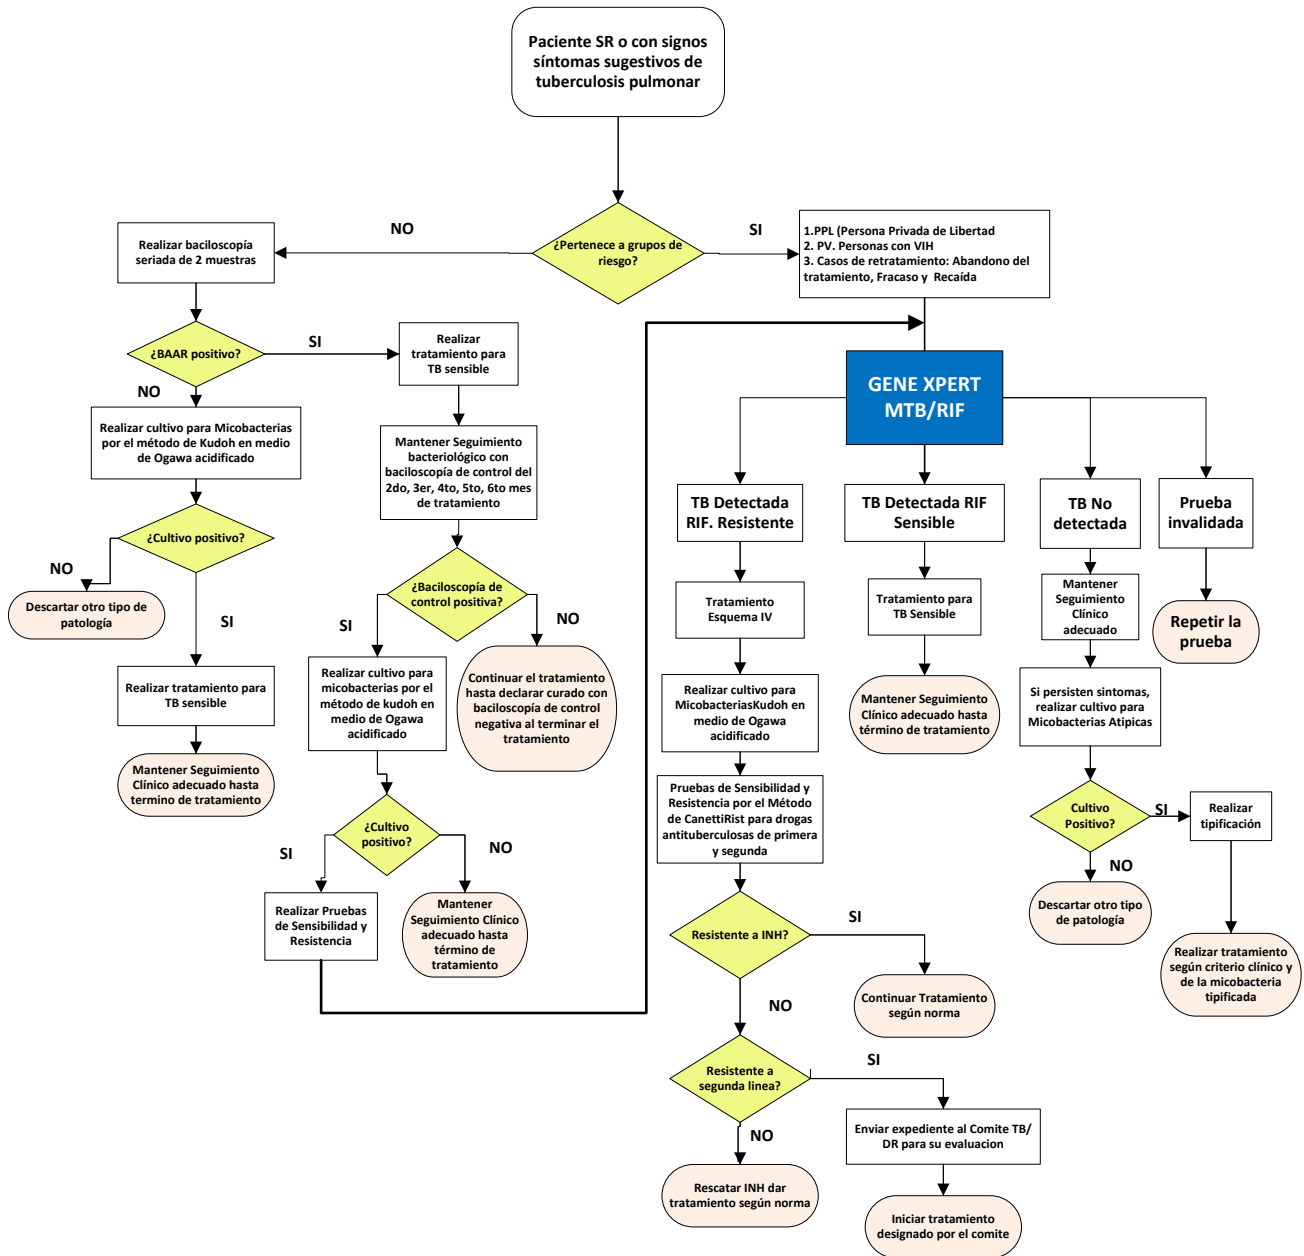 Paciente SR o con signos
síntomas sugestivos de
tuberculosis pulmonar
¿Pertenece a grupos de
riesgo?
NO
SI
Realizar baciloscopía
seriada de 2 muestras
1.PPL (Persona Privada de Libertad
2. PV. Personas con VIH
3. Casos de retratamiento: Abandono del
tratamiento, Fracaso y Recaída
¿BAAR positivo?
SI
NO
Realizar
tratamiento para
TB sensible
GENE XPERT
MTB/RIF
Realizar cultivo para Micobacterias
por el método de Kudoh en medio
de Ogawa acidificado
Mantener Seguimiento
bacteriológico con
baciloscopía de control del
2do, 3er, 4to, 5to, 6to mes
de tratamiento
¿Cultivo positivo?
NO
SI
Descartar otro tipo de
patología
Realizar tratamiento para
TB sensible
Mantener Seguimiento
Clínico adecuado hasta
termino de tratamiento
¿Baciloscopía de
control positiva?
SI
NO
Realizar cultivo para
micobacterias por el
método de kudoh en
medio de Ogawa
acidificado
Continuar el tratamiento
hasta declarar curado con
baciloscopía de control
negativa al terminar el
tratamiento
¿Cultivo
positivo?
SI
NO
Realizar Pruebas
de Sensibilidad y
Resistencia
Mantener
Seguimiento Clínico
adecuado hasta
término de
tratamiento
TB Detectada
RIF. Resistente
TB Detectada RIF
Sensible
TB No
detectada
Prueba
invalidada
Tratamiento
Esquema IV
Tratamiento para
TB Sensible
Mantener
Seguimiento
Clínico
adecuado
Repetir la
prueba
Realizar cultivo para
MicobacteriasKudoh en
medio de Ogawa
acidificado
Mantener Seguimiento
Clínico adecuado hasta
término de tratamiento
Si persisten sintomas,
realizar cultivo para
Micobacterias Atipicas
Pruebas de Sensibilidad y
Resistencia por el Método
de CanettiRist para drogas
antituberculosas de primera
y segunda
Cultivo
Positivo?
SI
NO
Realizar
tipificación
Descartar otro tipo
de patología
Realizar tratamiento
según criterio clínico y
de la micobacteria
tipificada
Resistente a INH?
SI
NO
Continuar Tratamiento
según norma
Resistente a
segunda linea?
SI
NO
Enviar expediente al Comite TB/
DR para su evaluacion
Rescatar INH dar
tratamiento según norma
Iniciar tratamiento
designado por el comite